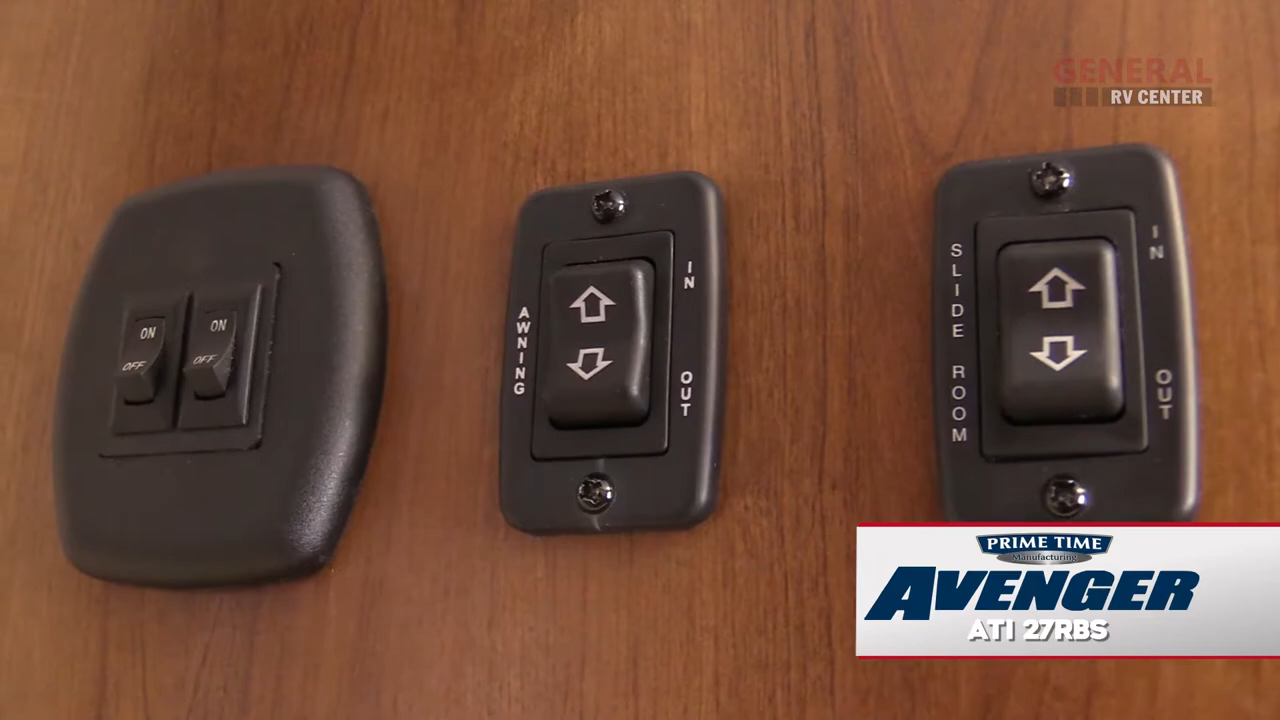 GENERAL
RV CENTER
ON
OFF
ON
OFF
AWNING
IN
OUT
SLIDE ROOM
IN
OUT
PRIME TIME
Manufacturing
AVENGER
ATI 27RBS